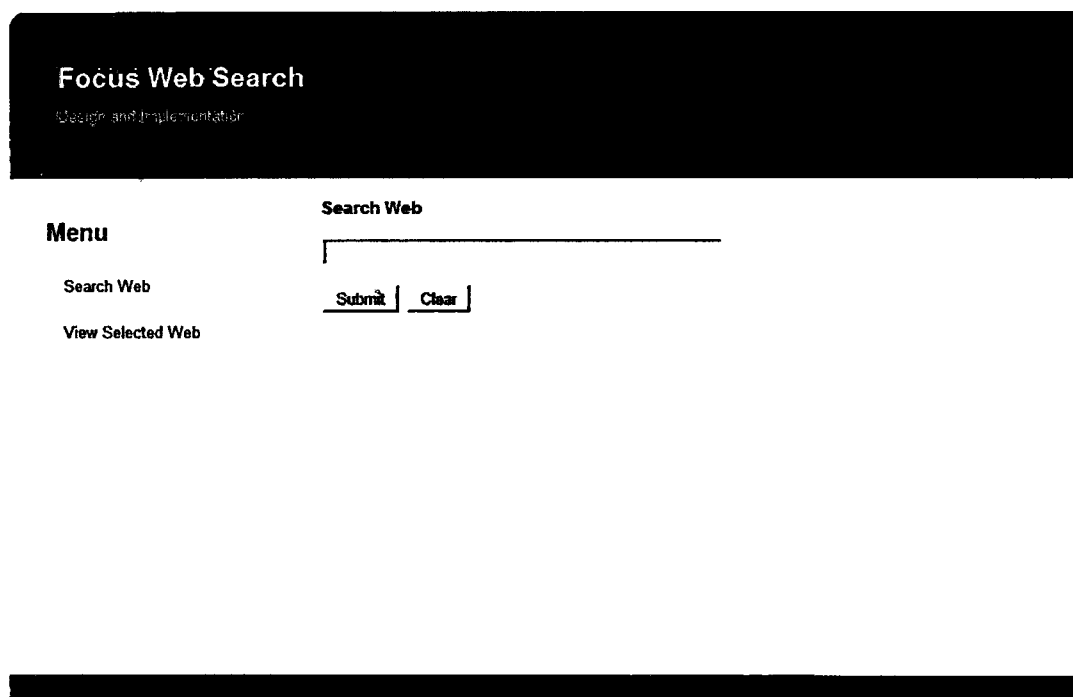 Focus Web Search
Design and Implementation
Menu
Search Web
View Selected Web
Search Web
Submit Clear